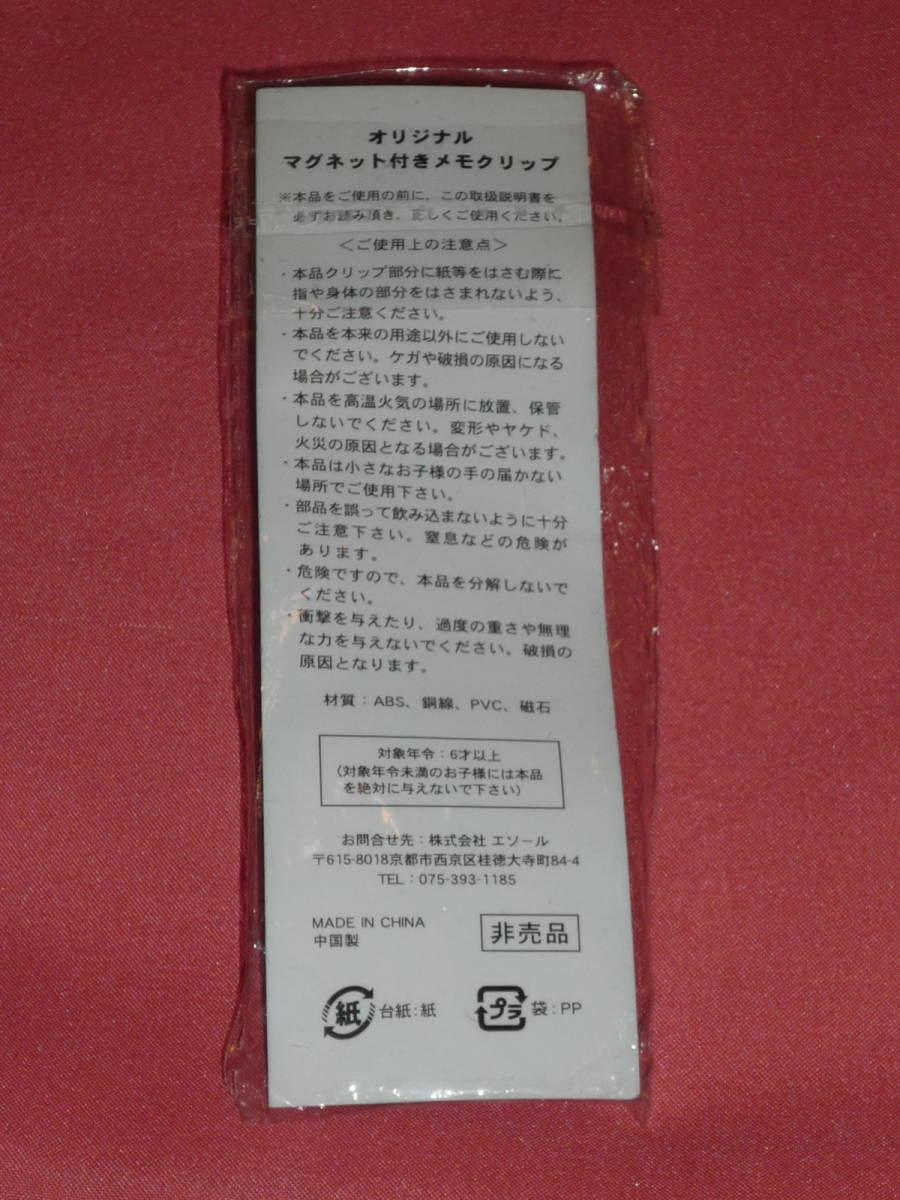 オリジナル
マグネット付きメモクリップ
※本品をご使用の前に、この取扱説明書を
必ずお読み頂き、正しくご使用ください。
＜ご使用上の注意点＞
・本品クリップ部分に紙等をはさむ際に
指や身体の部分をはさまれないよう、
十分ご注意ください。
・本品を本来の用途以外にご使用しない
でください。ケガや破損の原因になる
場合がございます。
・本品を高温火気の場所に放置、保管
しないでください。変形やヤケド、
火災の原因となる場合がございます。
・本品は小さなお子様の手の届かない
場所でご使用下さい。
・部品を誤って飲み込まないように十分
ご注意下さい。窒息などの危険が
あります。
・危険ですので、本品を分解しないで
ください。
・衝撃を与えたり、過度の重さや無理
な力を与えないでください。破損の
原因となります。
材質：ABS、銅線、PVC、磁石
対象年令：6才以上
（対象年令未満のお子様には本品
を絶対に与えないで下さい）
お問合せ先：株式会社 エソール
〒615-8018京都市西京区桂徳大寺町84-4
TEL：075-393-1185
MADE IN CHINA
中国製
非売品
紙 台紙:紙
プラ 袋:PP